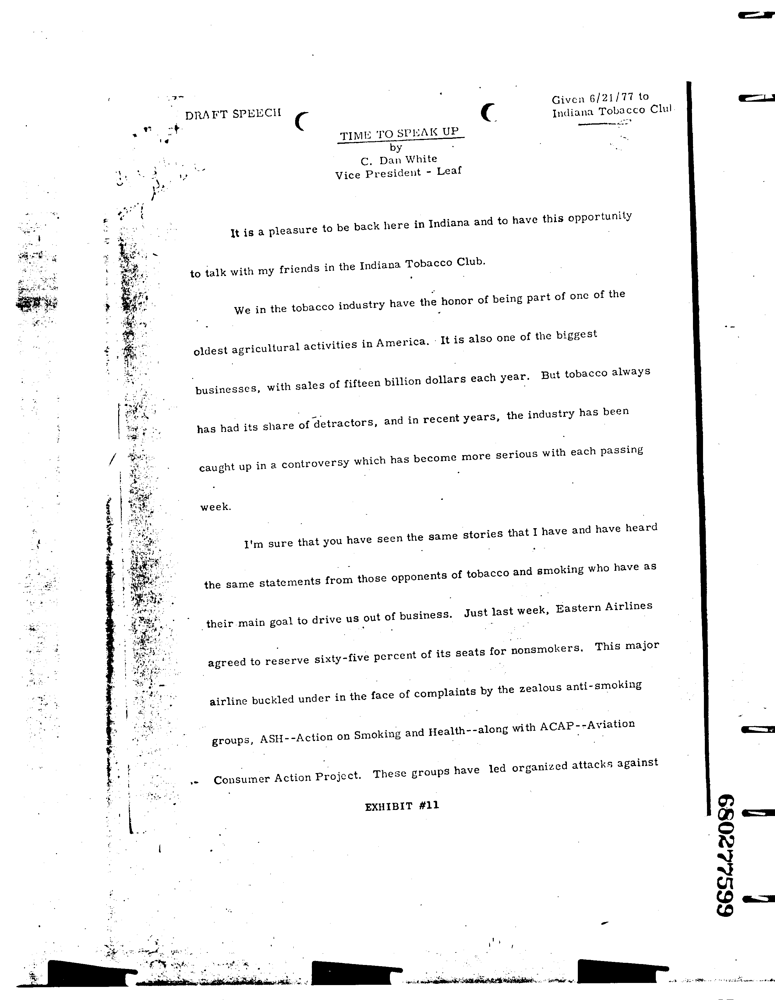 DRAFT SPEECH
Given 6/21/77 to
Indiana Tobacco Club
TIME TO SPEAK UP
by
C. Dan White
Vice President - Leaf
It is a pleasure to be back here in Indiana and to have this opportunity
to talk with my friends in the Indiana Tobacco Club.
We in the tobacco industry have the honor of being part of one of the
oldest agricultural activities in America. It is also one of the biggest
businesses, with sales of fifteen billion dollars each year. But tobacco always
has had its share of detractors, and in recent years, the industry has been
caught up in a controversy which has become more serious with each passing
week.
I'm sure that you have seen the same stories that I have and have heard
the same statements from those opponents of tobacco and smoking who have as
their main goal to drive us out of business. Just last week, Eastern Airlines
agreed to reserve sixty-five percent of its seats for nonsmokers. This major
airline buckled under in the face of complaints by the zealous anti-smoking
groups, ASH--Action on Smoking and Health--along with ACAP--Aviation
Consumer Action Project. These groups have led organized attacks against
EXHIBIT #11
680277599